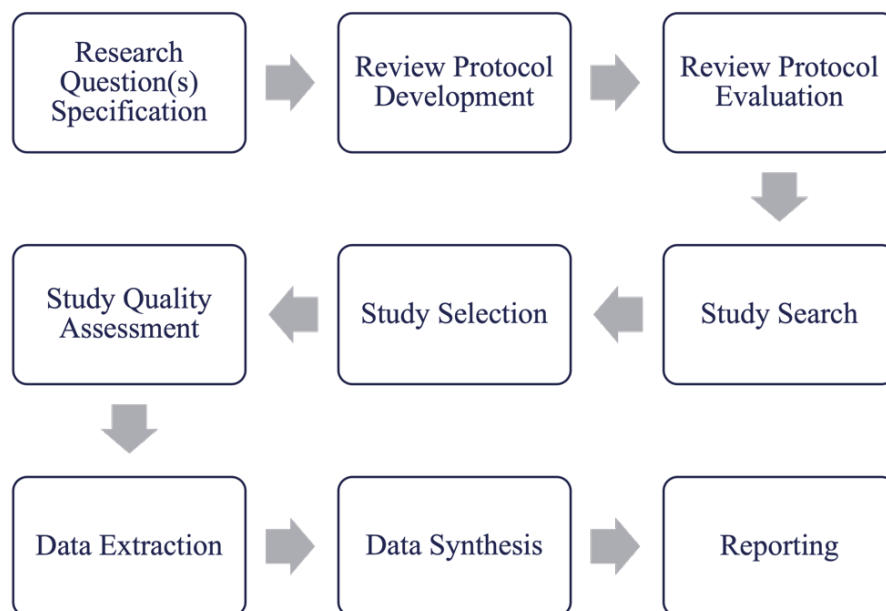 Research
Question(s)
Specification
Review Protocol
Development
Review Protocol
Evaluation
Study Search
Study Selection
Study Quality
Assessment
Data Extraction
Data Synthesis
Reporting